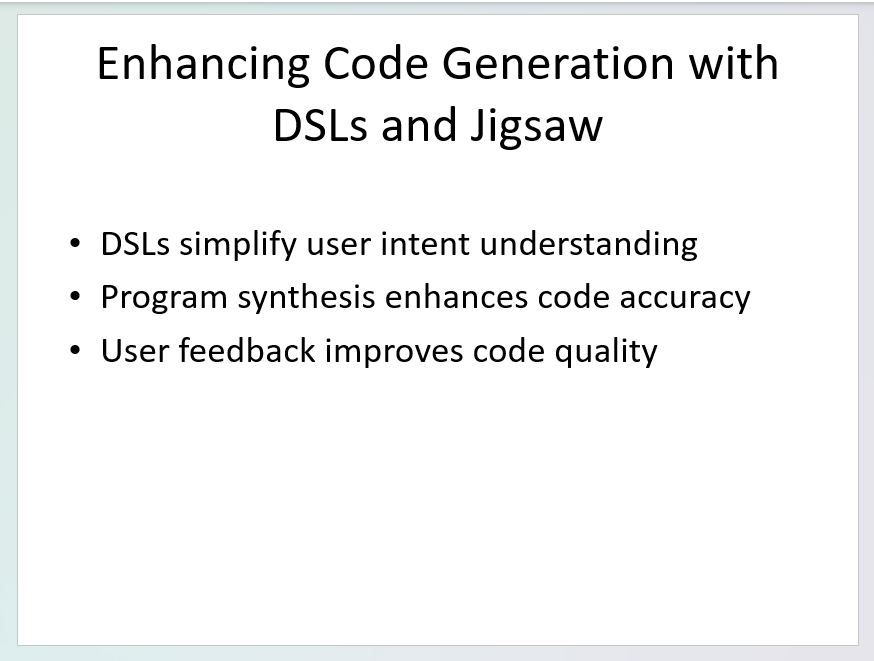 Enhancing Code Generation with
DSLs and Jigsaw
• DSLs simplify user intent understanding
• Program synthesis enhances code accuracy
• User feedback improves code quality